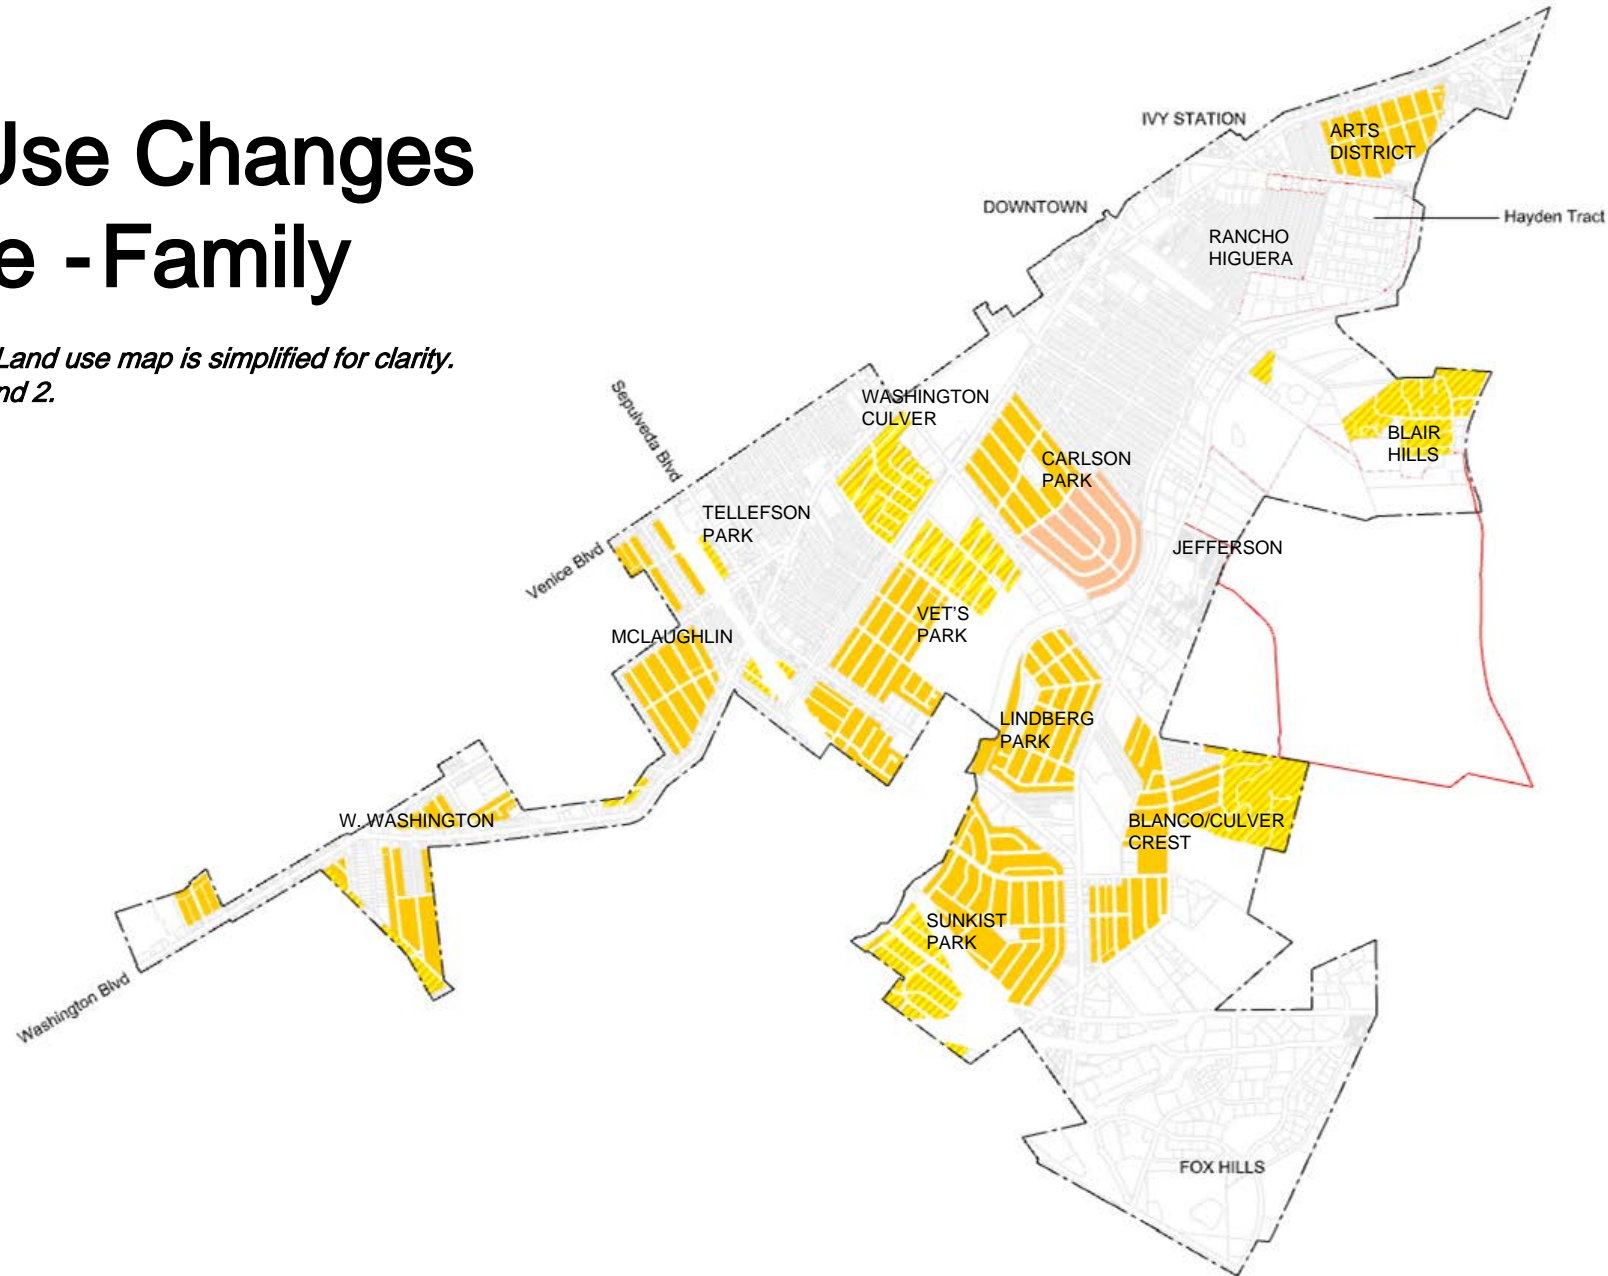 Use Changes
e - Family
Land use map is simplified for clarity.
nd 2.
IVY STATION
ARTS
DISTRICT
DOWNTOWN
Hayden Tract
RANCHO
HIGUERA
Sepulveda Blvd
WASHINGTON
CULVER
BLAIR
HILLS
CARLSON
PARK
TELLEFSON
PARK
Venice Blvd
JEFFERSON
VET'S
PARK
MCLAUGHLIN
LINDBERG
PARK
W. WASHINGTON
BLANCO/CULVER
CREST
SUNKIST
PARK
Washington Blvd
FOX HILLS